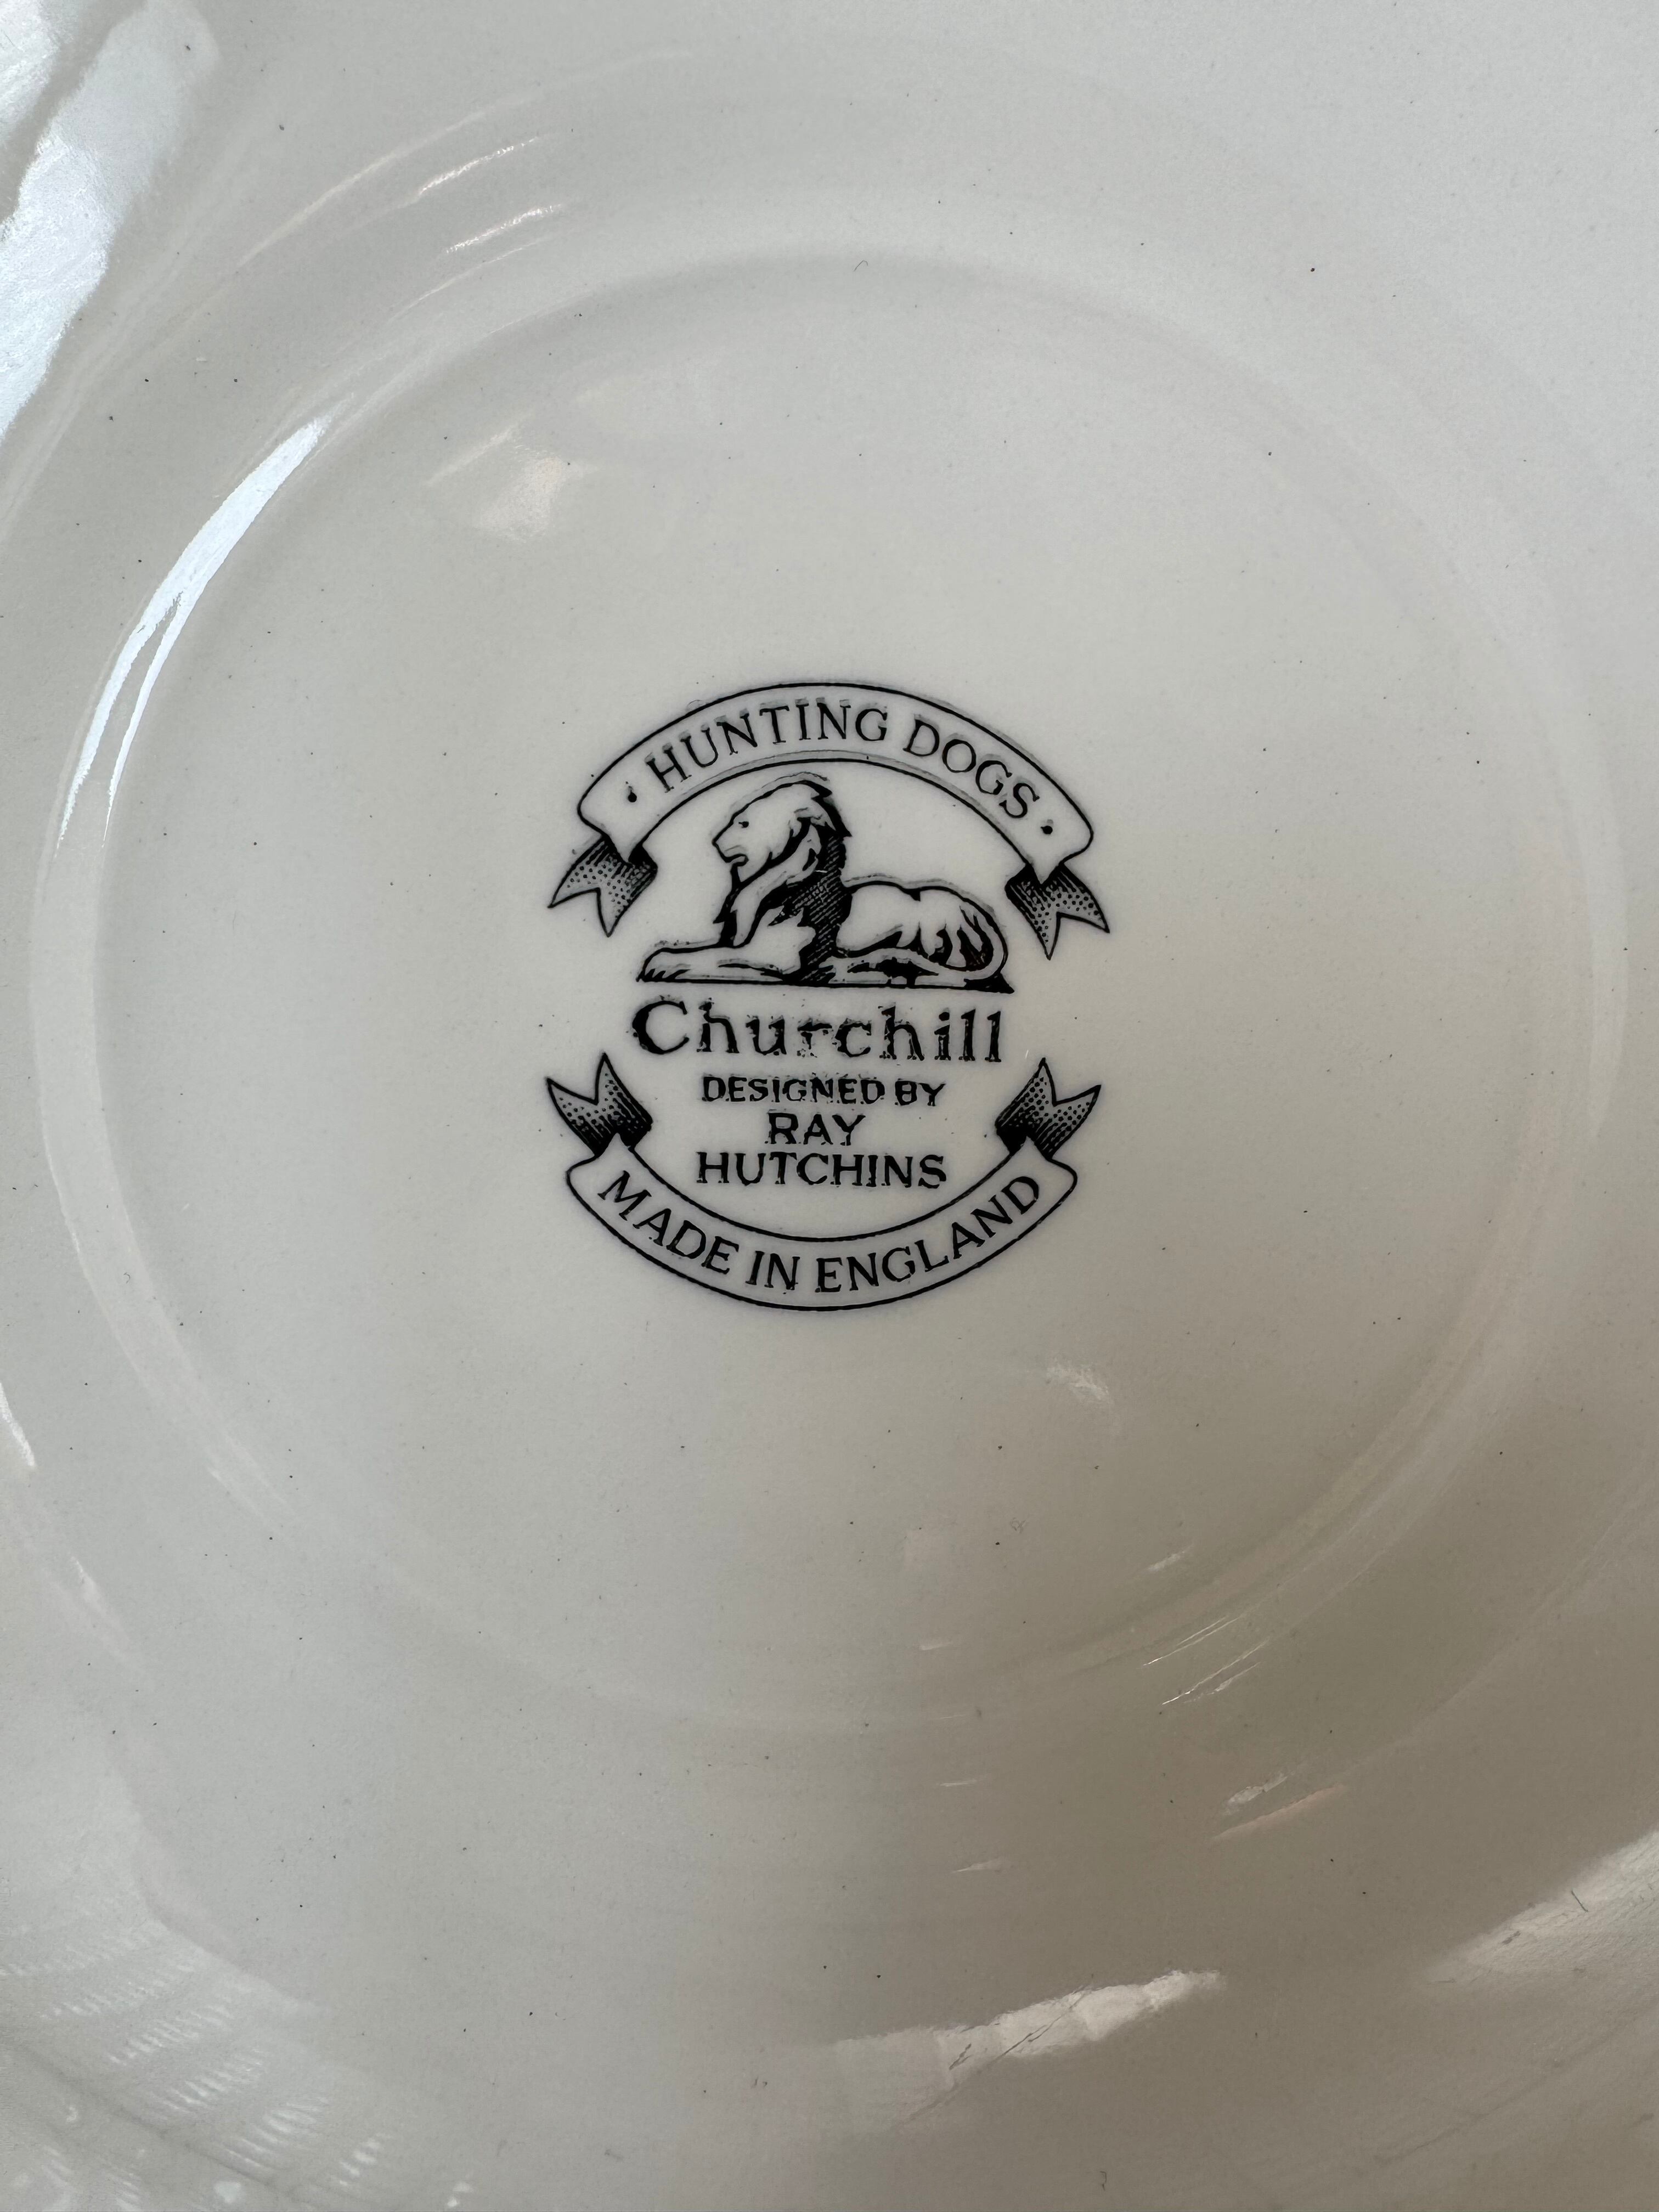 · HUNTING DOGS ·
Churchill
DESIGNED BY
RAY
HUTCHINS
MADE IN ENGLAND